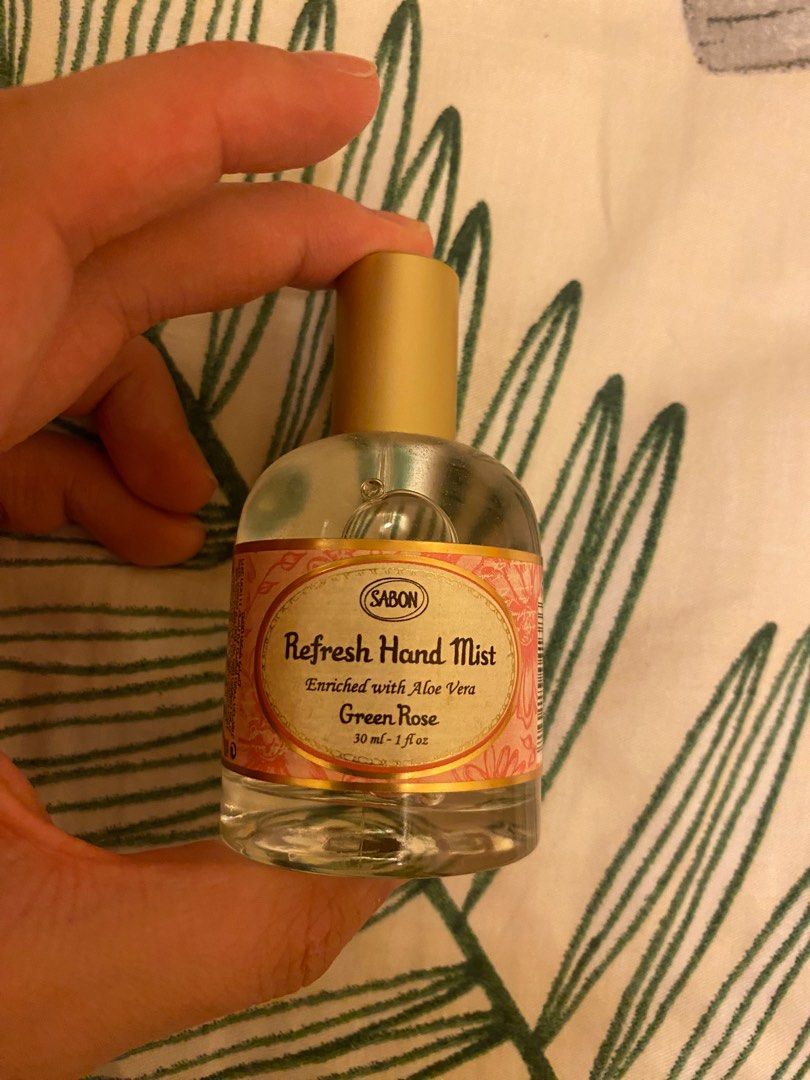 SABON
Refresh Hand Mist
Enriched with Aloe Vera
Green Rose
30 ml - 1 fl oz